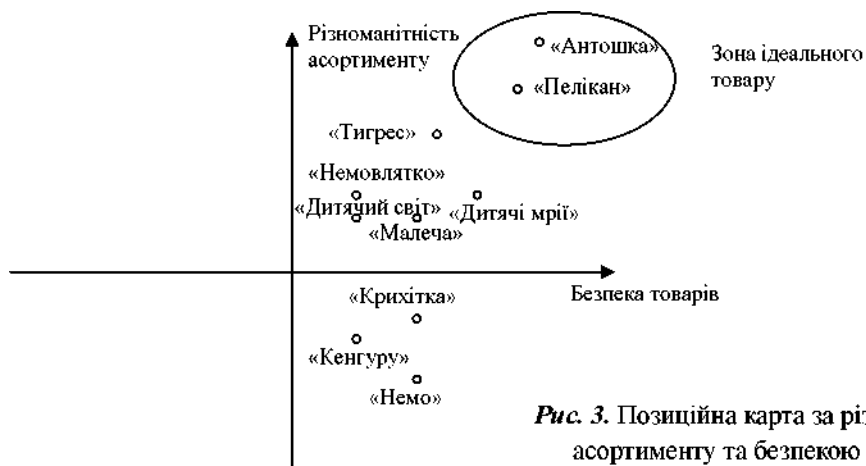 Різноманітність
асортименту
«Антошка»
Зона ідеального
товару
«Пелікан»
«Тигрес»
«Немовлятко»
«Дитячий світ»
«Дитячі мрії»
«Малеча»
Безпека товарів
«Крихітка»
«Кенгуру»
«Немо»
Рис. 3. Позиційна карта за
асортименту та безпекою